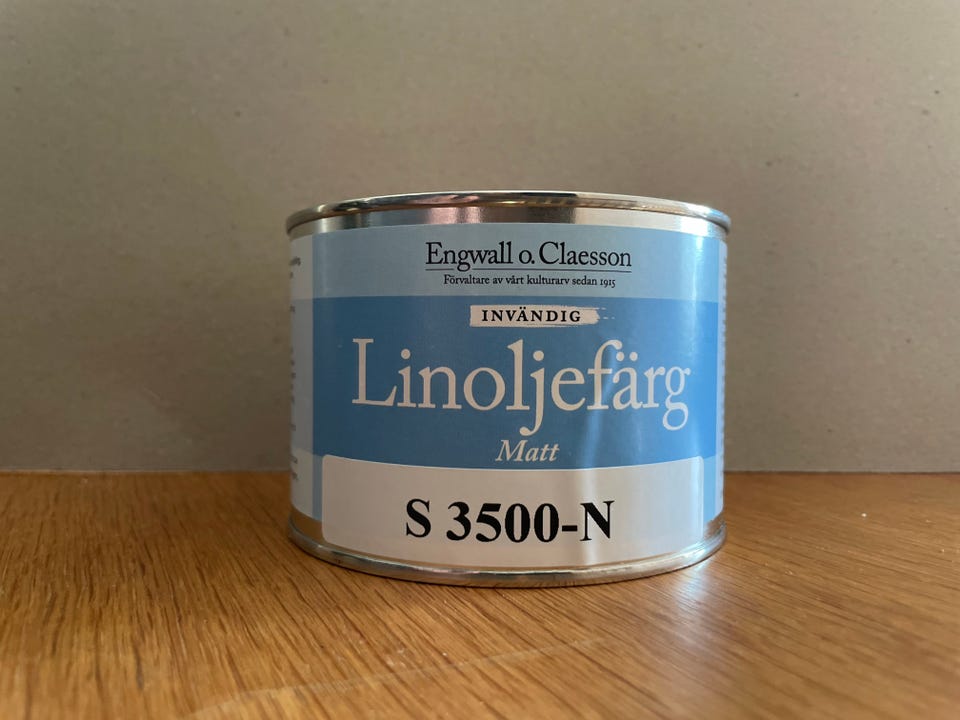 Engwall o. Claesson
Förvaltare av vårt kulturarv sedan 1915
INVÄNDIG
Linoljefärg
Matt
S 3500-N